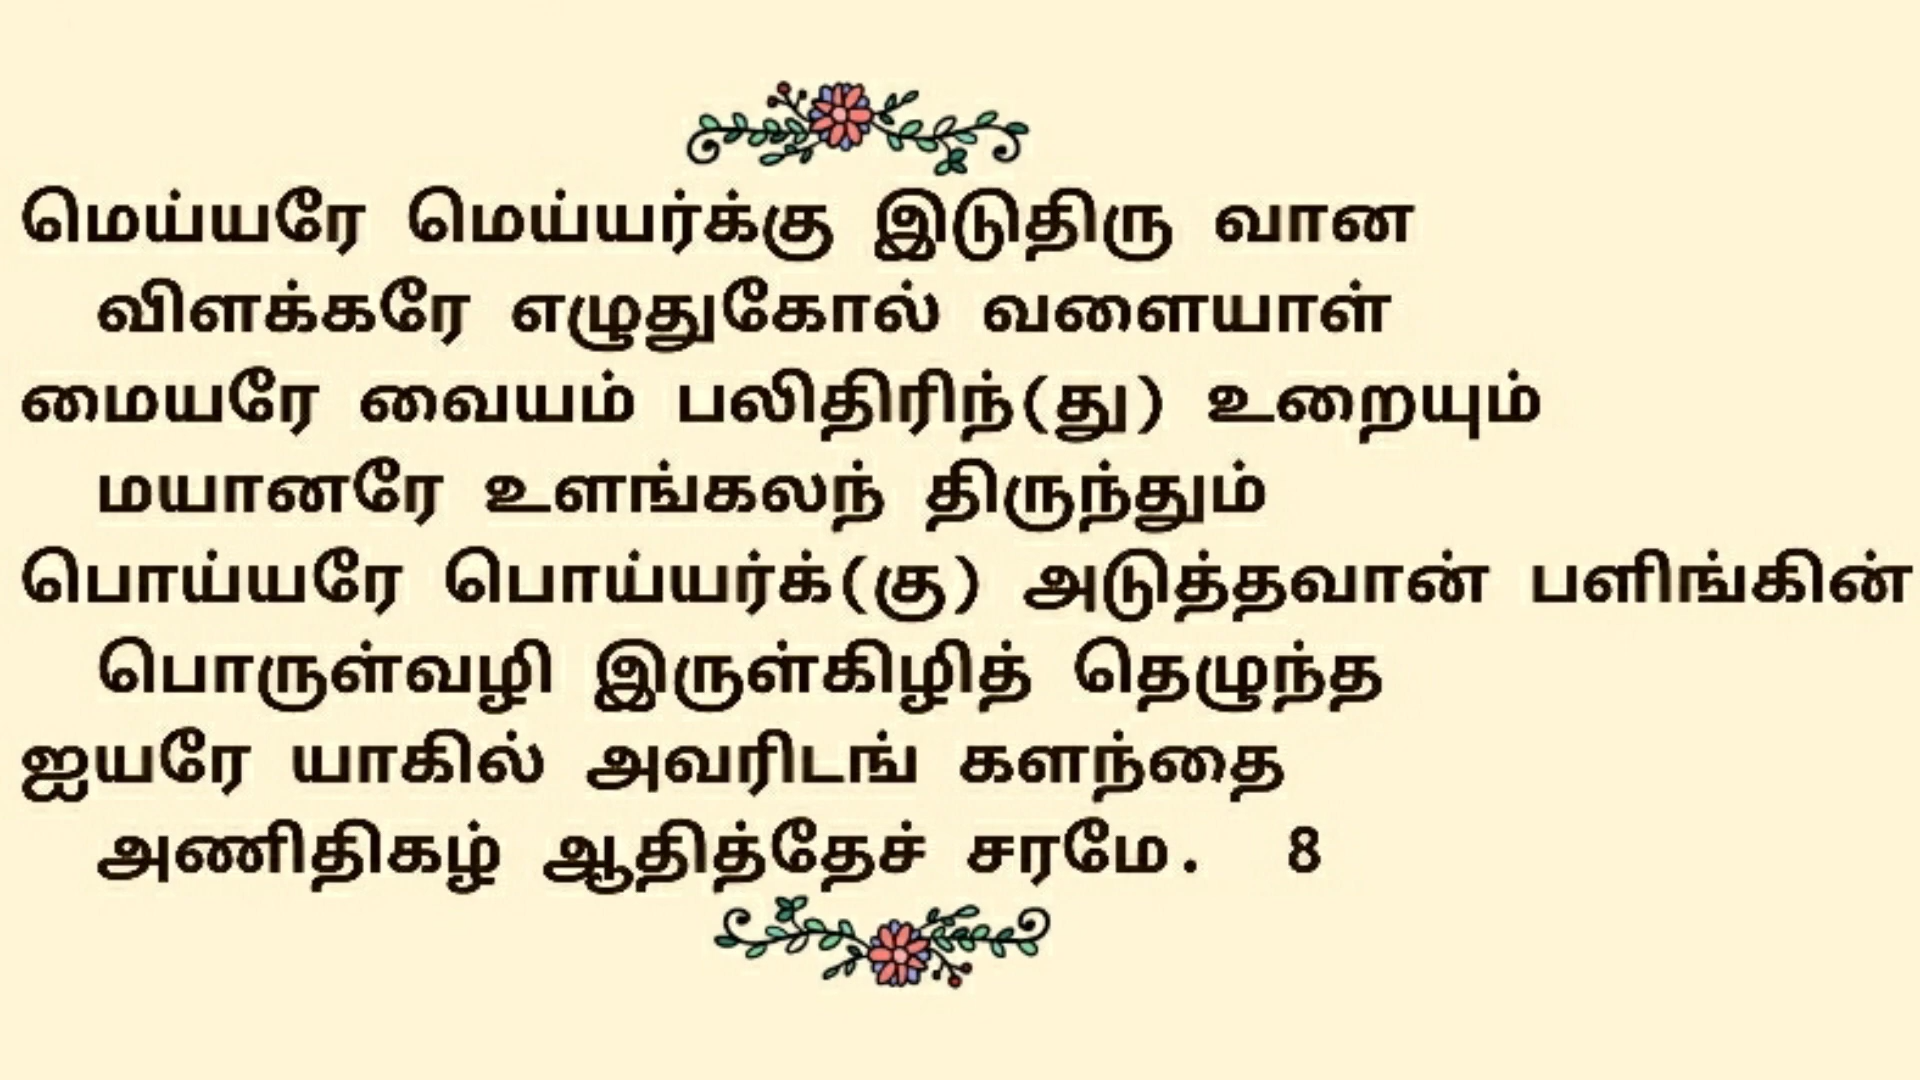 மெய்யரே மெய்யர்க்கு இடுதிரு வான
விளக்கரே எழுதுகோல் வளையாள்
மையரே வையம் பலிதிரிந்(து) உறையும்
மயானரே உளங்கலந் திருந்தும்
பொய்யரே பொய்யர்க்(கு) அடுத்தவான் பளிங்கின்
பொருள்வழி இருள்கிழித் தெழுந்த
ஐயரே யாகில் அவரிடங் களந்தை
அணிதிகழ் ஆதித்தேச் சரமே. 8